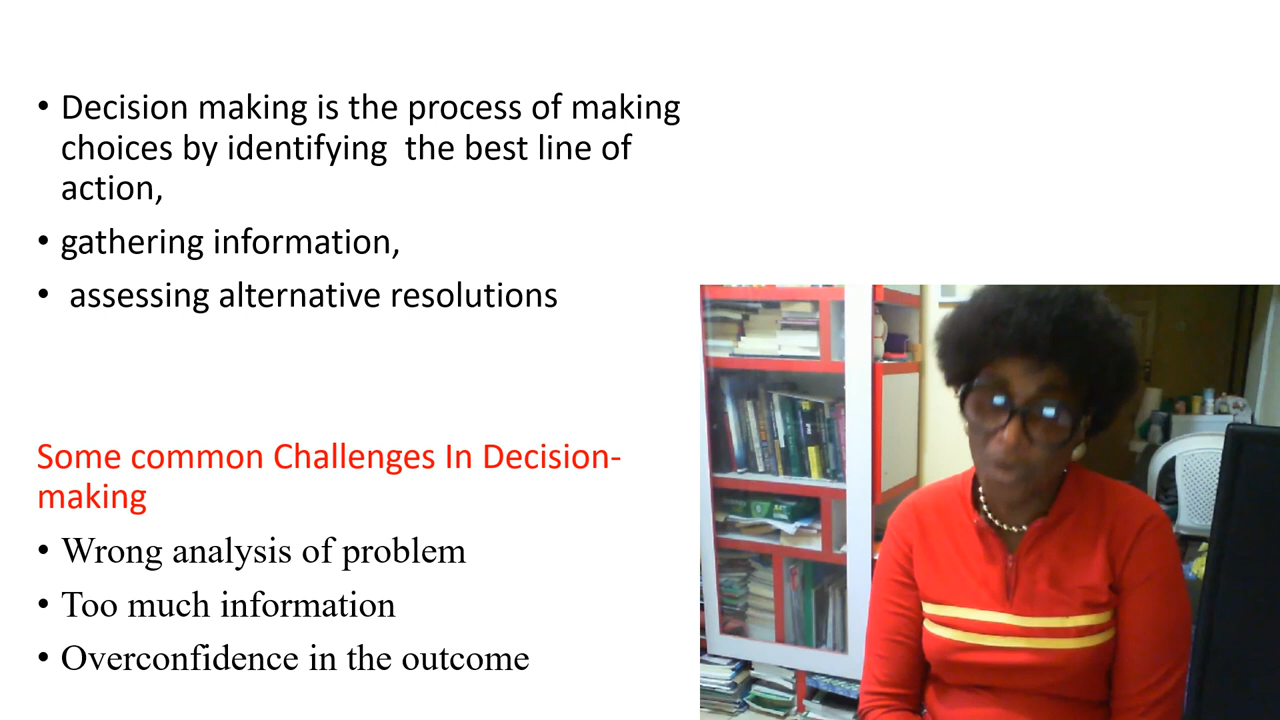 • Decision making is the process of making
choices by identifying  the best line of
action,
• gathering information,
•  assessing alternative resolutions
Some common Challenges In Decision-
making
• Wrong analysis of problem
• Too much information
• Overconfidence in the outcome